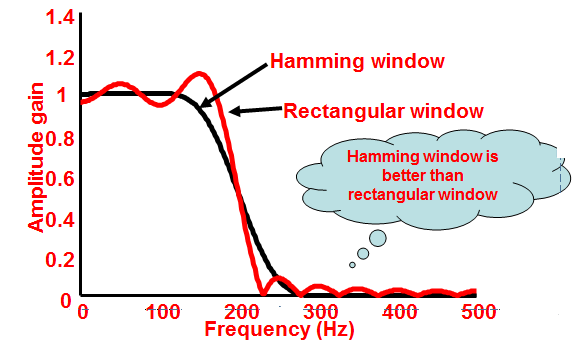 1.4
1.2
1
0.8
0.6
0.4
0.2
0
Amplitude gain
Hamming window
Rectangular window
Hamming window is
better than
rectangular window
0 100 200 300 400 500
Frequency (Hz)